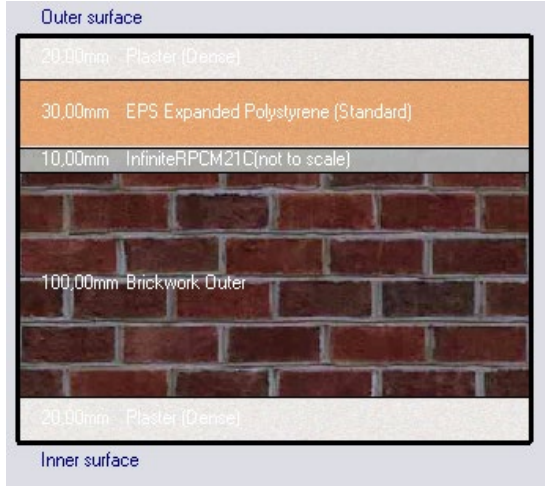 Outer surface
20,00mm Plaster (Dense)
30,00mm EPS Expanded Polystyrene (Standard)
10,00mm InfiniteRPCM21C(not to scale)
100,00mm Brickwork Outer
20,00mm Plaster (Dense)
Inner surface